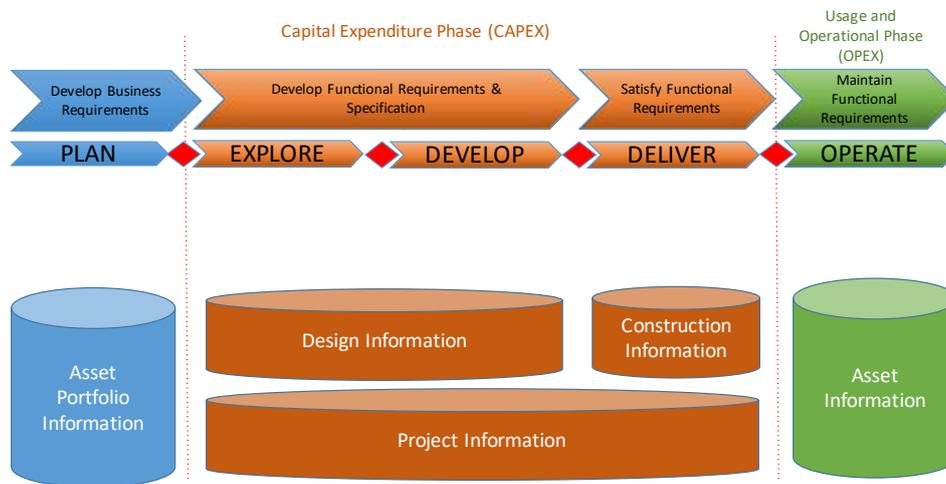 Capital Expenditure Phase (CAPEX)
Usage and
Operational Phase
(OPEX)
Develop Business
Requirements
Develop Functional Requirements &
Specification
Satisfy Functional
Requirements
Maintain
Functional
Requirements
PLAN
EXPLORE
DEVELOP
DELIVER
OPERATE
Asset
Portfolio
Information
Design Information
Construction
Information
Project Information
Asset
Information